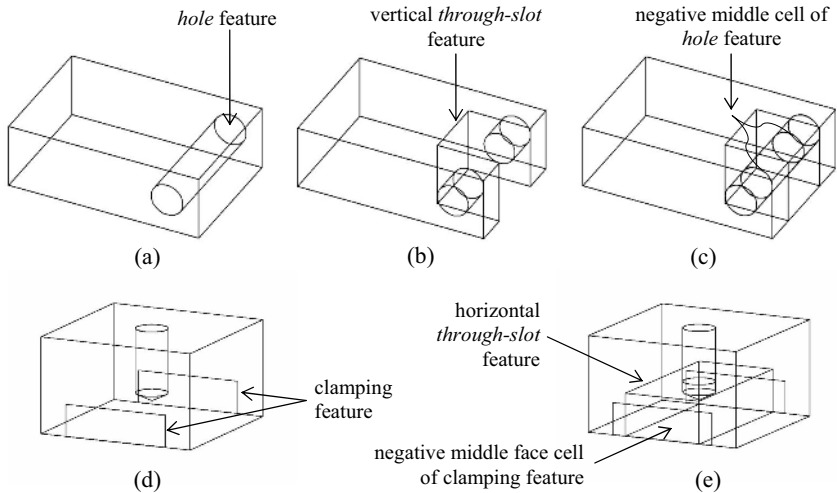 hole feature
vertical through-slot
feature
negative middle cell of
hole feature
(a)
(b)
(c)
clamping
feature
horizontal
through-slot
feature
negative middle face cell
of clamping feature
(d)
(e)